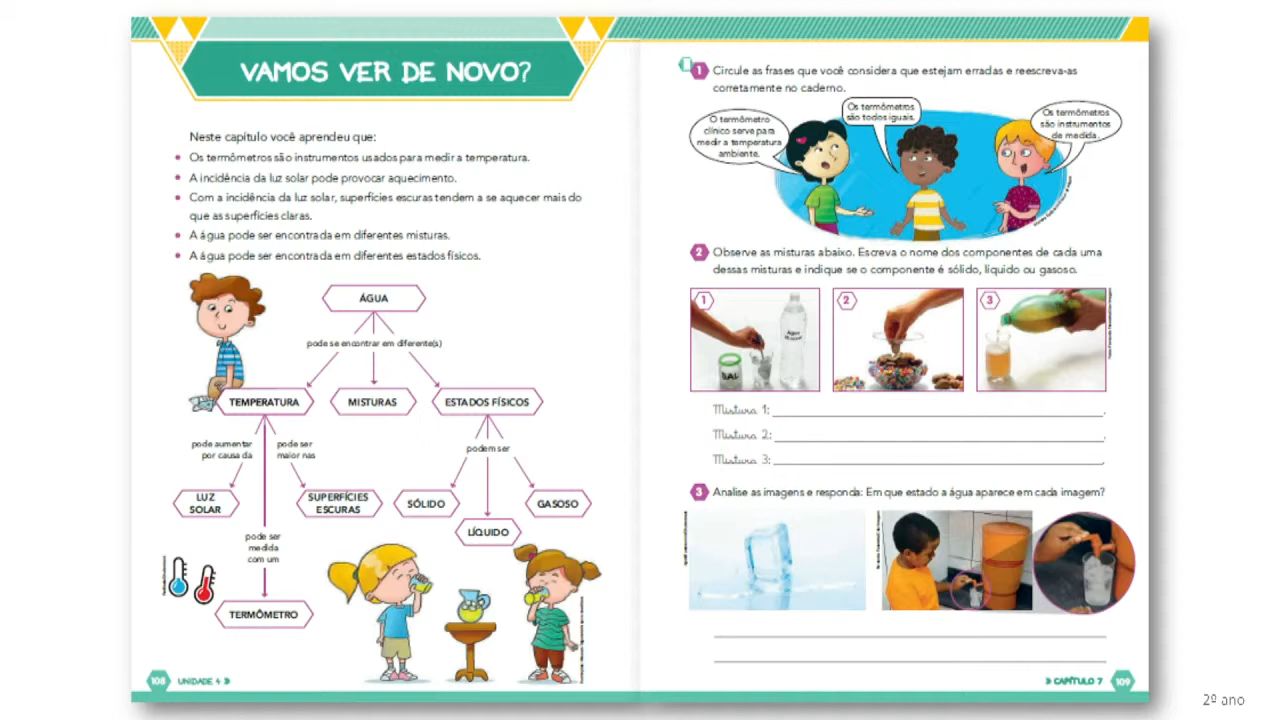 VAMOS VER DE NOVO?
Neste capítulo você aprendeu que:
• Os termômetros são instrumentos usados para medir a temperatura.
• A incidência da luz solar pode provocar aquecimento.
• Com a incidência da luz solar, superfícies escuras tendem a se aquecer mais do
que as superfícies claras.
• A água pode ser encontrada em diferentes misturas.
• A água pode ser encontrada em diferentes estados físicos.
ÁGUA
pode se encontrar em diferente(s)
TEMPERATURA
MISTURAS
ESTADOS FÍSICOS
pode aumentar
por causa da
pode ser
maior nas
podem ser
LUZ
SOLAR
SUPERFÍCIES
ESCURAS
SÓLIDO
GASOSO
LÍQUIDO
pode ser
medida
com um
TERMÔMETRO
108 UNIDADE 4
1 Circule as frases que você considera que estejam erradas e reescreva-as
corretamente no caderno.
O termômetro
clínico serve para
medir a temperatura
ambiente.
Os termômetros
são todos iguais.
Os termômetros
são instrumentos
de medida.
2 Observe as misturas abaixo. Escreva o nome dos componentes de cada uma
dessas misturas e indique se o componente é sólido, líquido ou gasoso.
1
SAL
2
3
Mistura 1:
Mistura 2:
Mistura 3:
3 Analise as imagens e responda: Em que estado a água aparece em cada imagem?
CAPÍTULO 7 109
2º ano